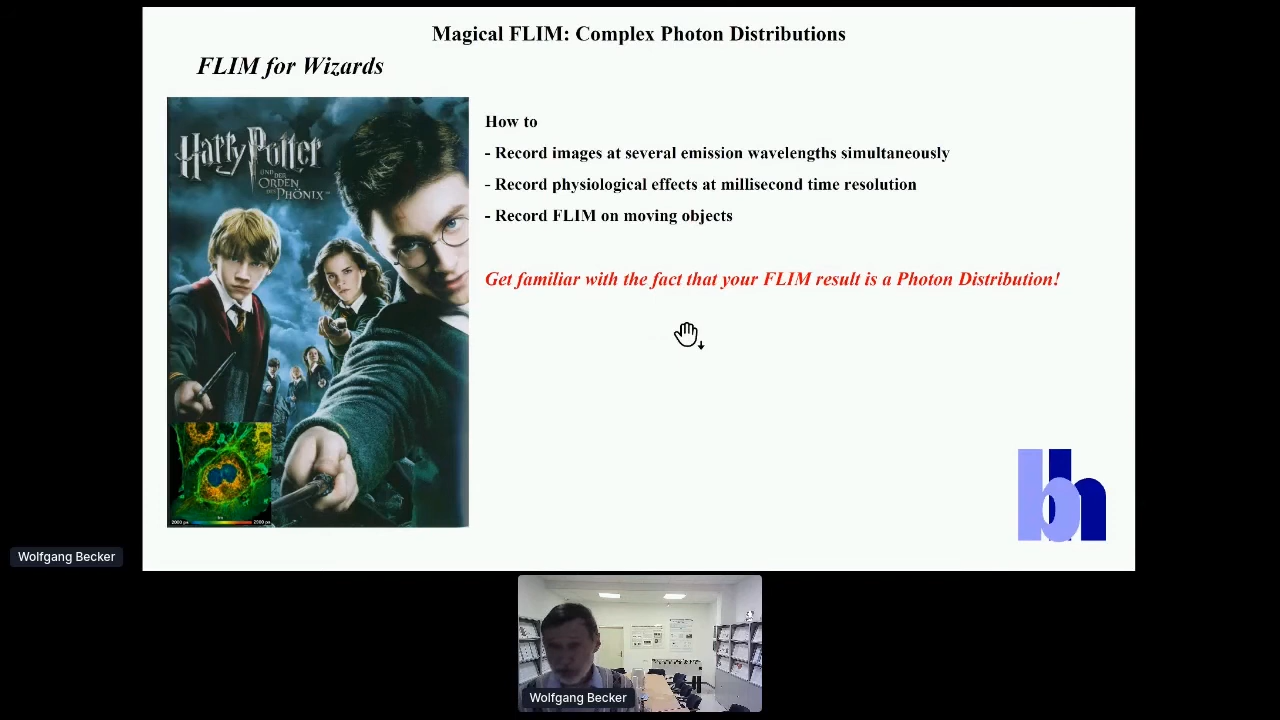 Magical FLIM: Complex Photon Distributions
FLIM for Wizards
Harry Potter
UND DER
ORDEN
DES PHÖNIX™
How to
- Record images at several emission wavelengths simultaneously
- Record physiological effects at millisecond time resolution
- Record FLIM on moving objects
Get familiar with the fact that your FLIM result is a Photon Distribution!
bh
Wolfgang Becker
Wolfgang Becker